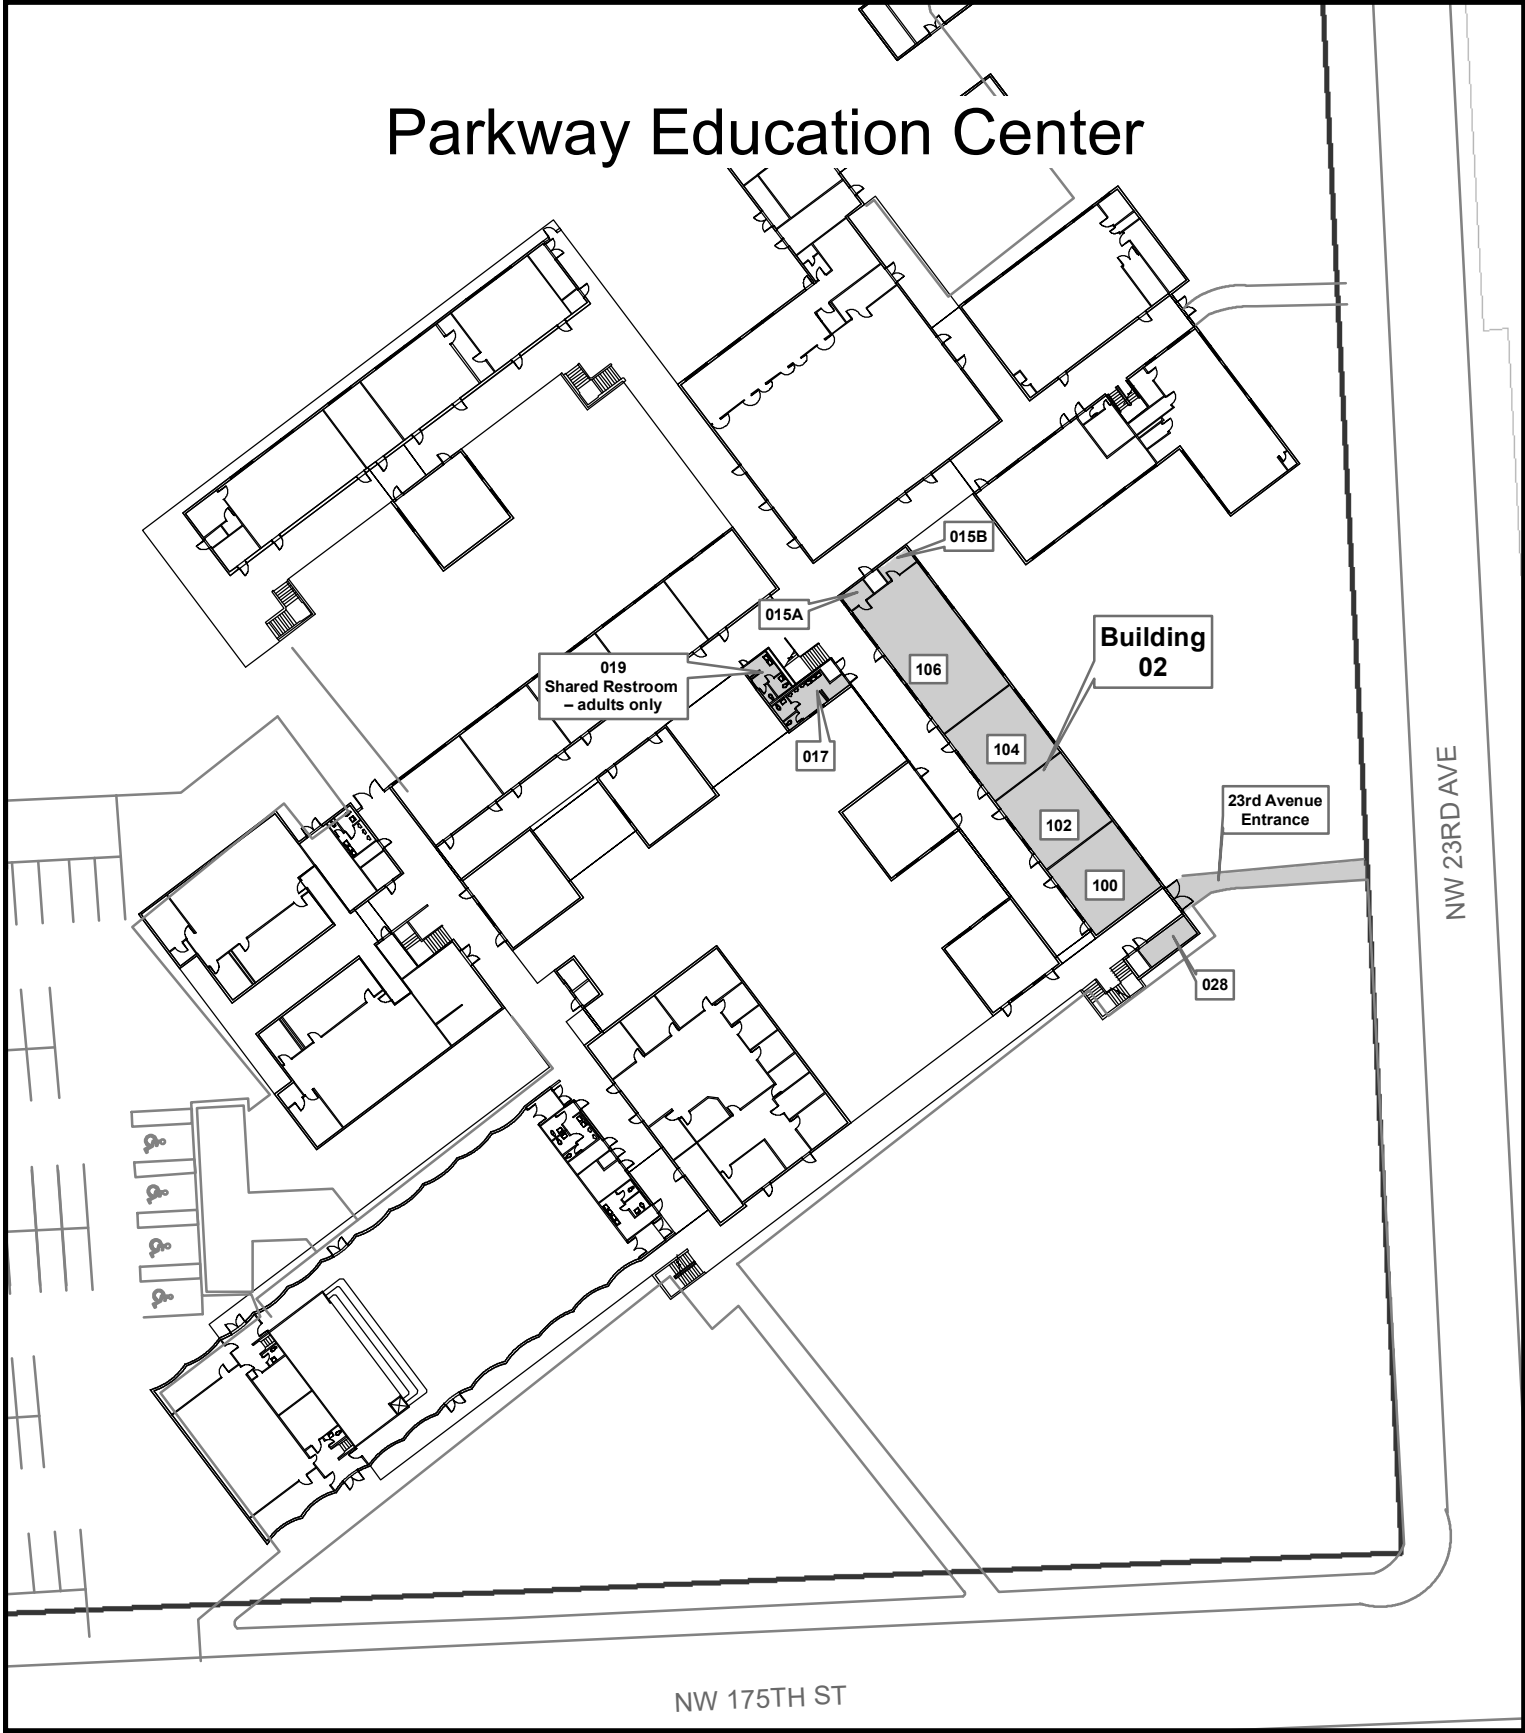 Parkway Education Center
015B
015A
Building
02
019
Shared Restroom
– adults only
106
104
017
23rd Avenue
Entrance
102
100
028
NW 23RD AVE
NW 175TH ST